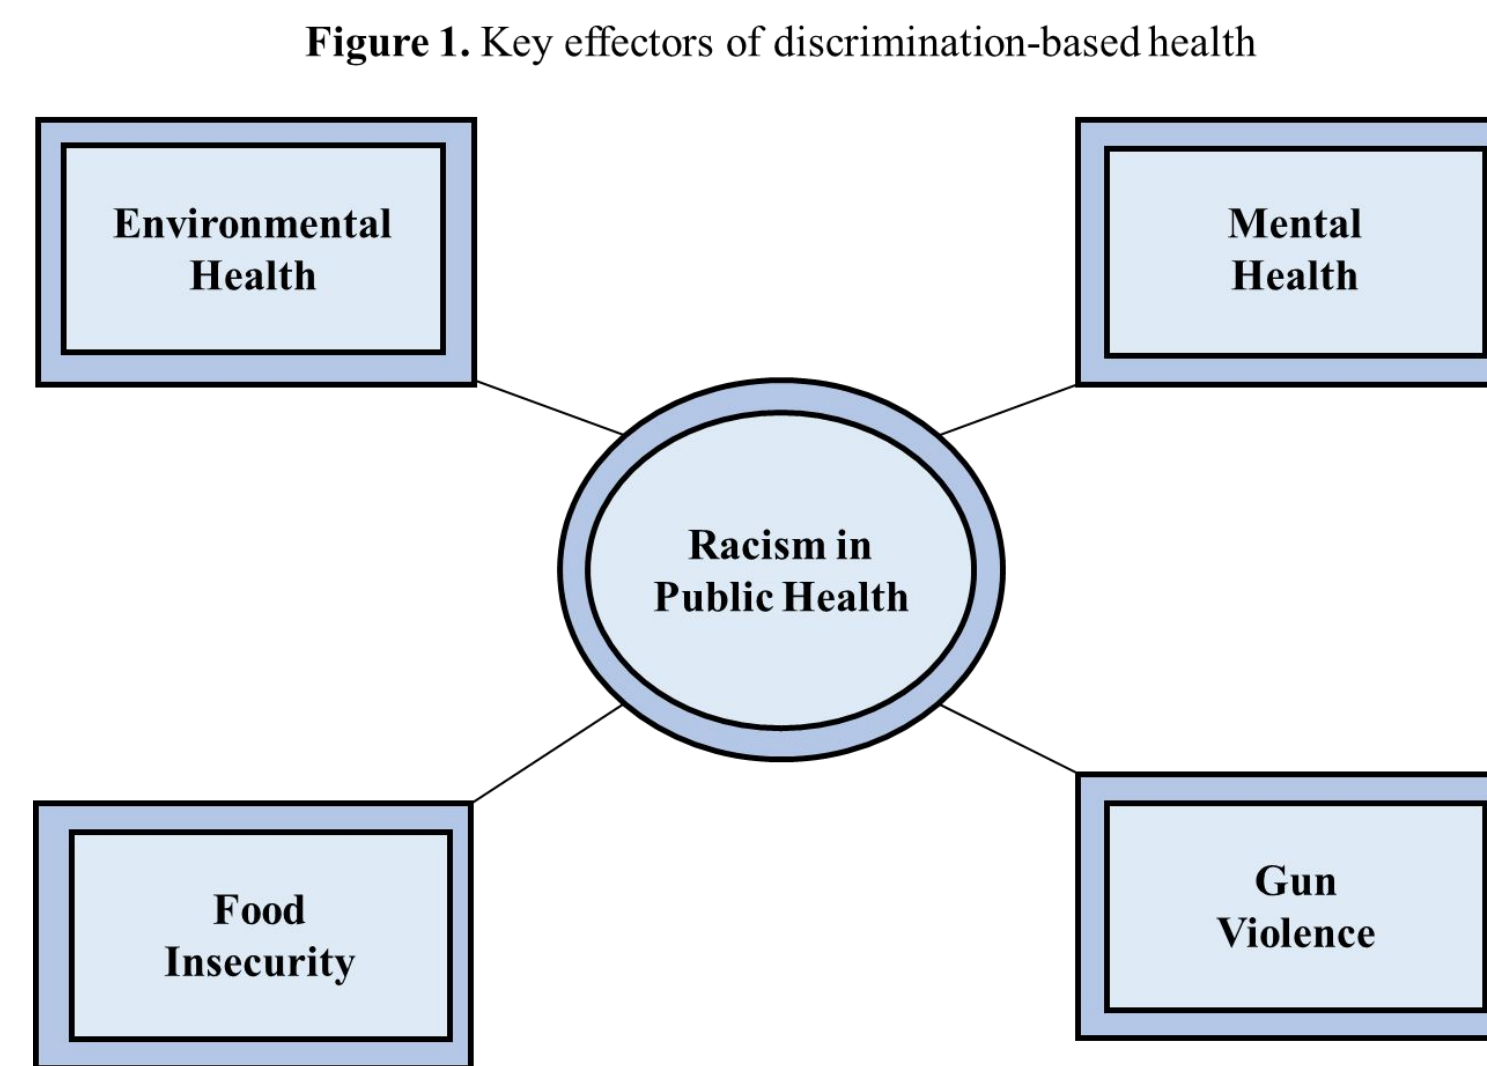 Figure 1. Key effectors of discrimination-based health
Environmental
Health
Mental
Health
Racism in
Public Health
Food
Insecurity
Gun
Violence